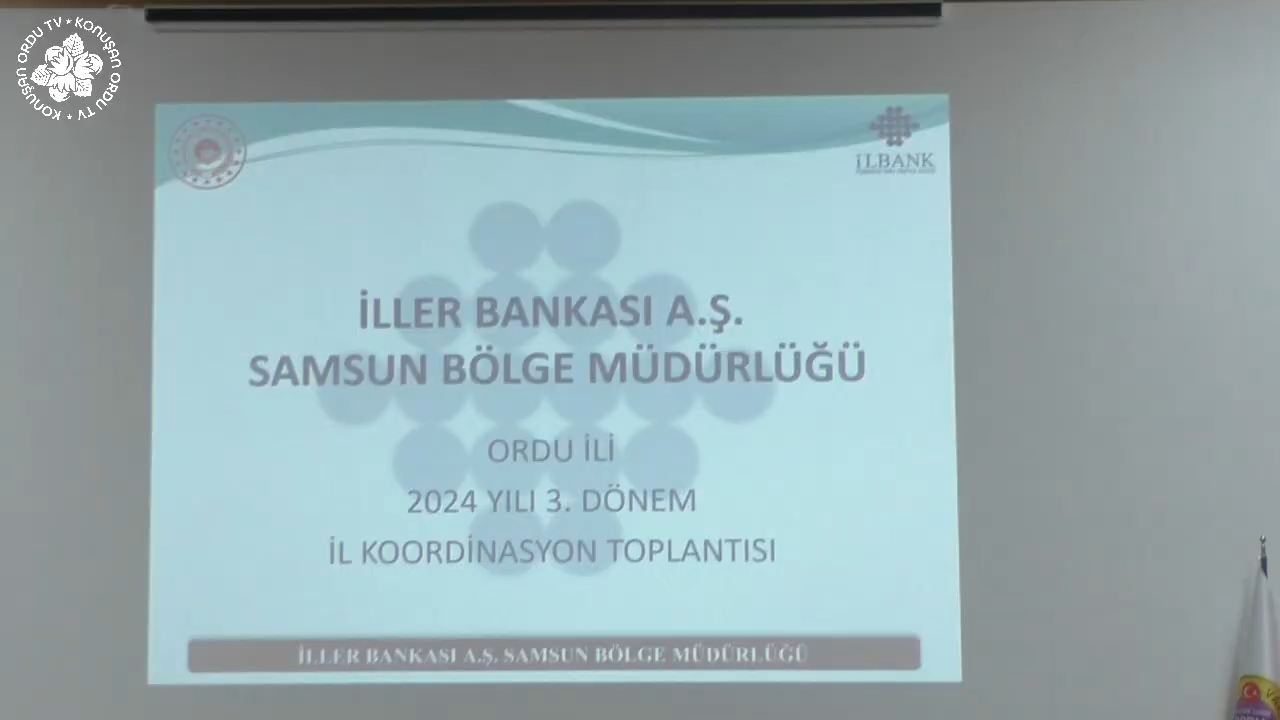 KONUŞAN ORDU TV * KONUŞAN ORDU TV *
İLBANK
İLLER BANKASI A.Ş.
SAMSUN BÖLGE MÜDÜRLÜĞÜ
ORDU İLİ
2024 YILI 3. DÖNEM
İL KOORDİNASYON TOPLANTISI
İLLER BANKASI A.Ş. SAMSUN BÖLGE MÜDÜRLÜĞÜ